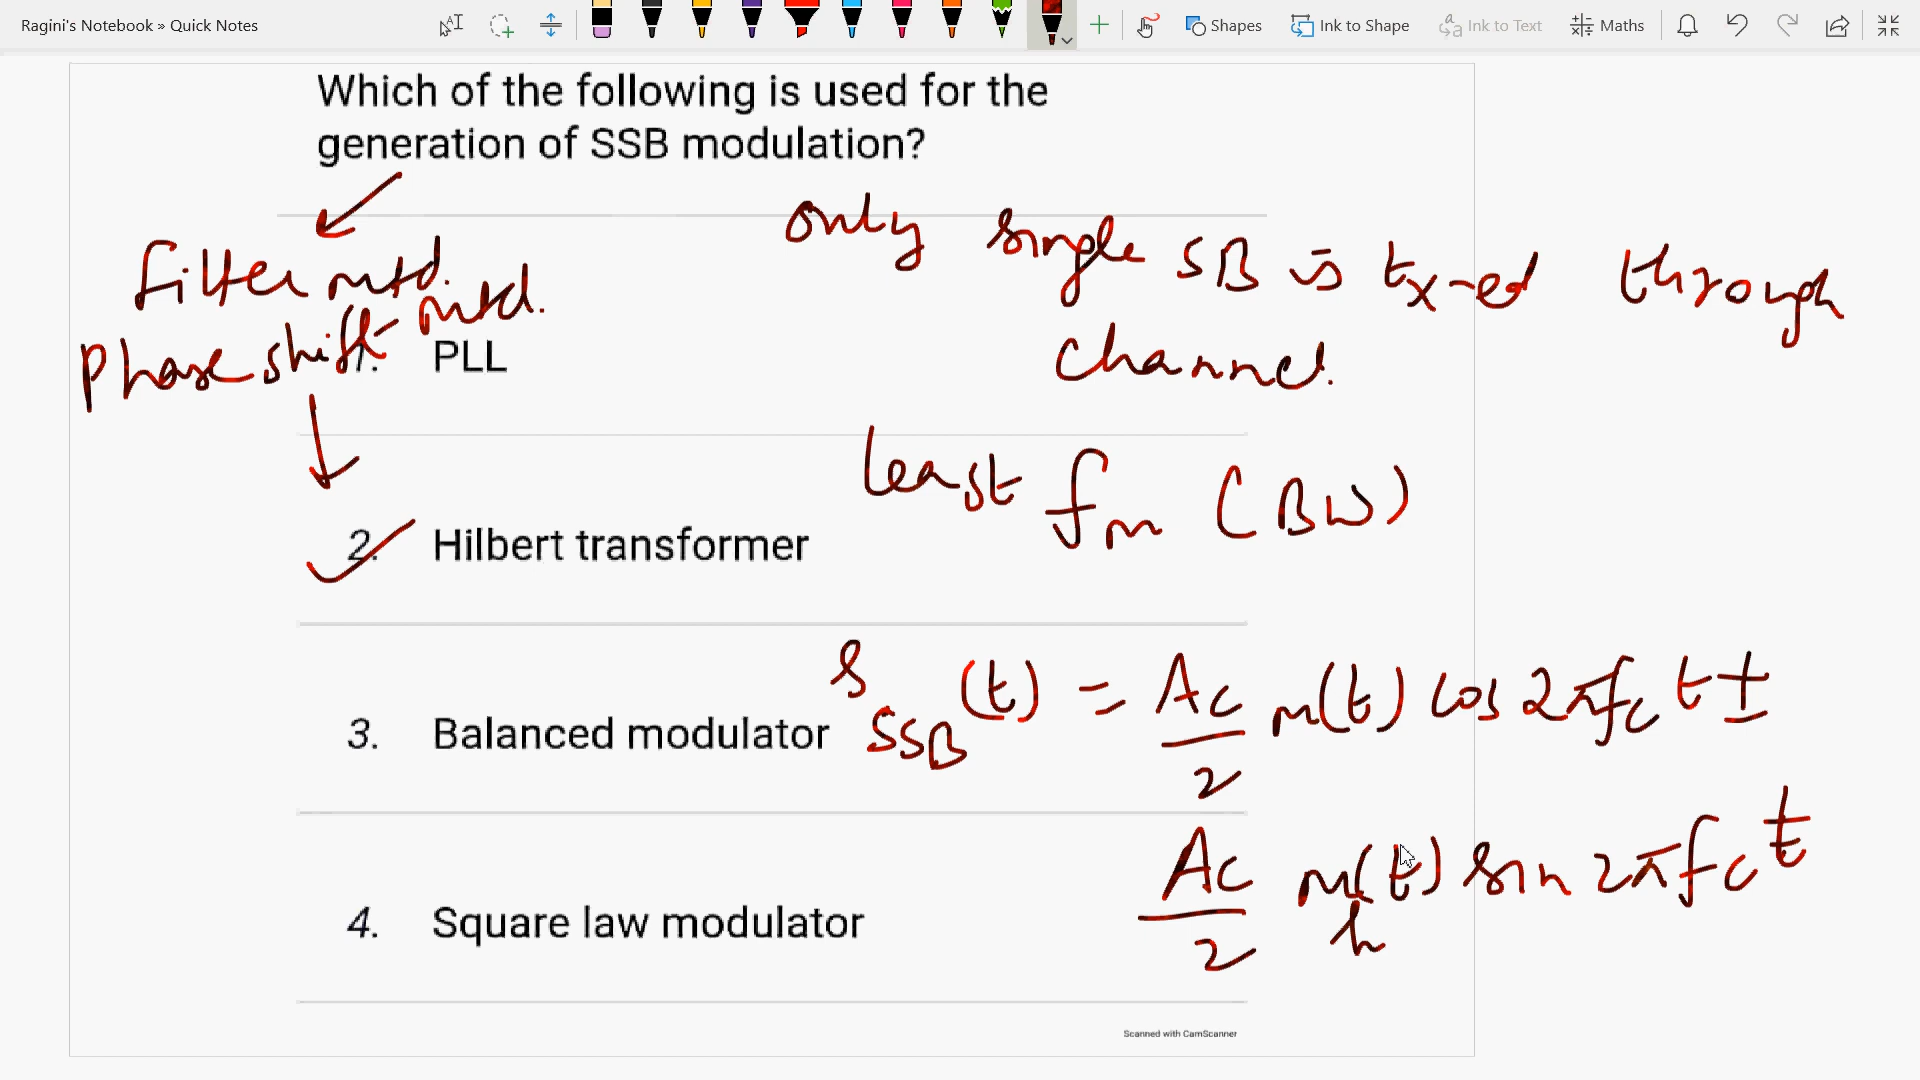 Ragini's Notebook » Quick Notes
Shapes
Ink to Shape
Ink to Text
Maths
Which of the following is used for the
generation of SSB modulation?
only single SB is tx-ed through
channel.
Filter mtd.
Phase shift mtd.
1. PLL
least fm (BW)
2. Hilbert transformer
3. Balanced modulator
s SSB (t) = Ac/2 m(t) cos 2πfc t ±
Ac/2 mh(t) sin 2πfc t
4. Square law modulator
Scanned with CamScanner